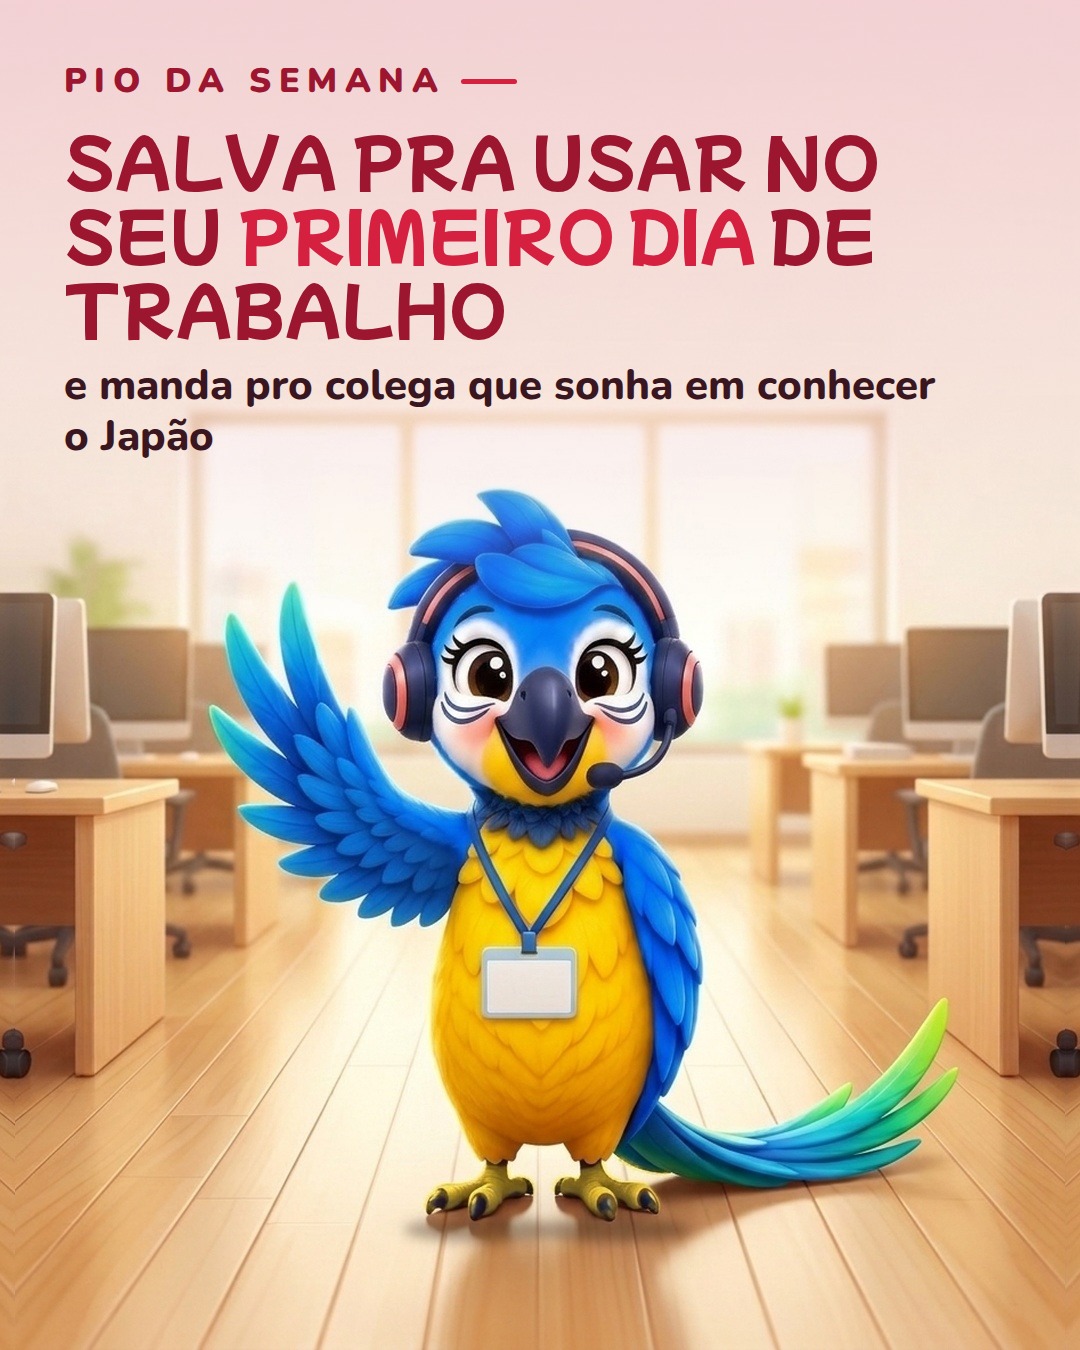 PIO DA SEMANA
SALVA PRA USAR NO
SEU PRIMEIRO DIA DE
TRABALHO
e manda pro colega que sonha em conhecer
o Japão